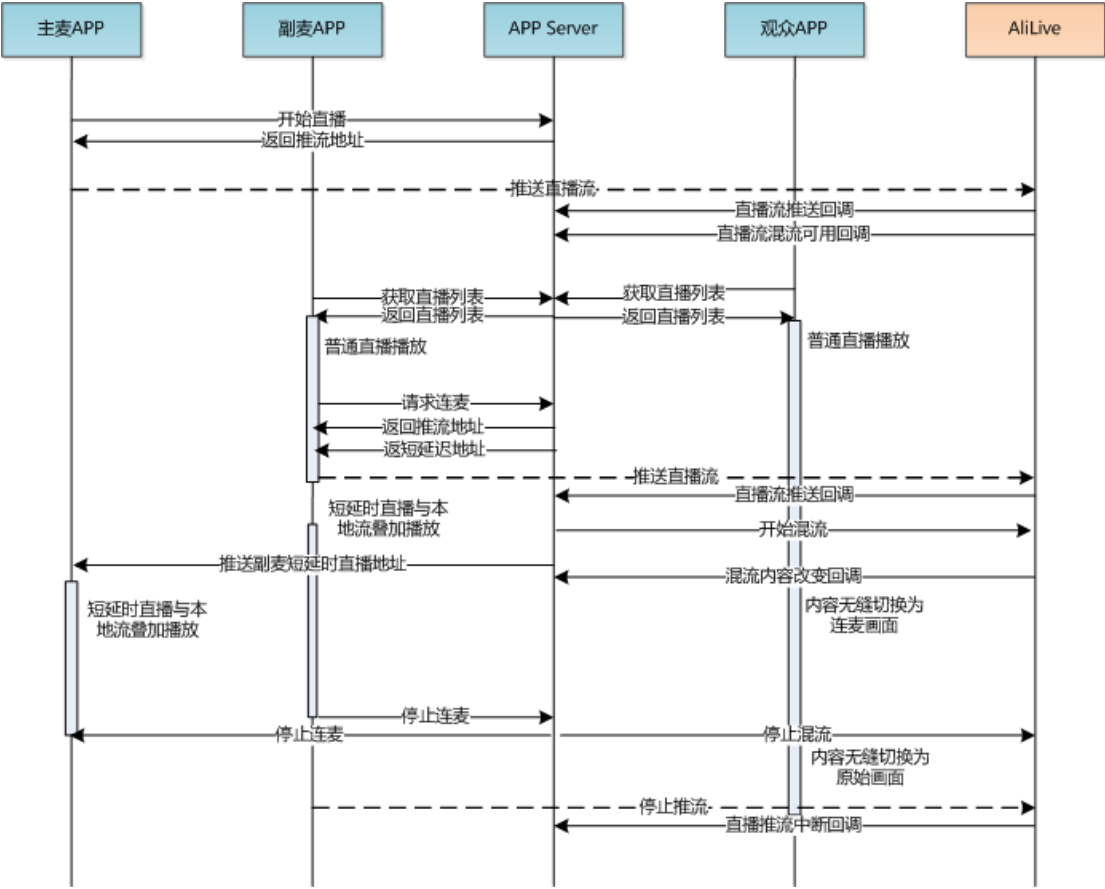 主麦APP
副麦APP
APP Server
观众APP
AliLive
开始直播
返回推流地址
推送直播流
直播流推送回调
直播流混流可用回调
获取直播列表
获取直播列表
返回直播列表
返回直播列表
普通直播播放
普通直播播放
请求连麦
返回推流地址
返短延迟地址
推送直播流
直播流推送回调
短延时直播与本
地流叠加播放
开始混流
推送副麦短延时直播地址
混流内容改变回调
短延时直播与本
地流叠加播放
内容无缝切换为
连麦画面
停止连麦
停止连麦
停止混流
内容无缝切换为
原始画面
停止推流
直播推流中断回调